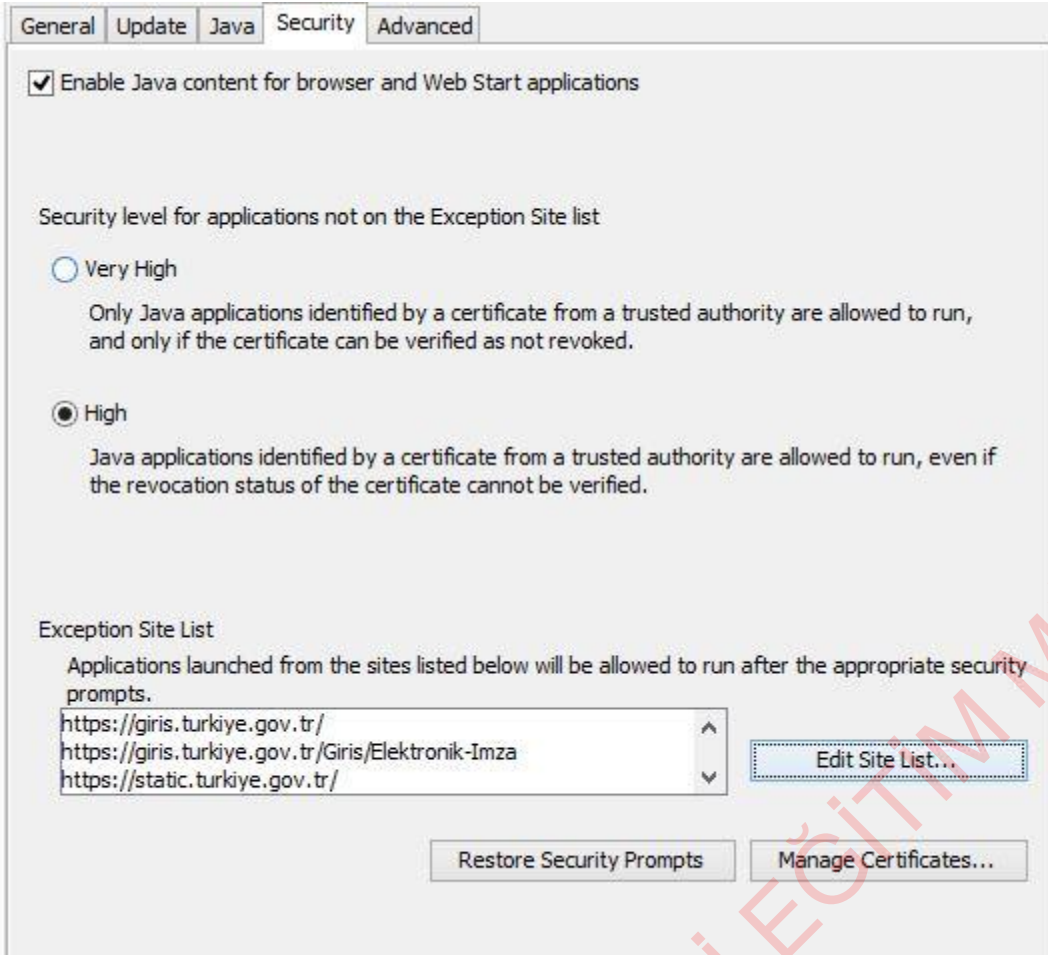 General Update Java Security Advanced
Enable Java content for browser and Web Start applications
Security level for applications not on the Exception Site list
Very High
Only Java applications identified by a certificate from a trusted authority are allowed to run,
and only if the certificate can be verified as not revoked.
High
Java applications identified by a certificate from a trusted authority are allowed to run, even if
the revocation status of the certificate cannot be verified.
Exception Site List
Applications launched from the sites listed below will be allowed to run after the appropriate security
prompts.
https://giris.turkiye.gov.tr/
https://giris.turkiye.gov.tr/Giris/Elektronik-Imza
https://static.turkiye.gov.tr/
Edit Site List...
Restore Security Prompts Manage Certificates...
İ EĞİTİM M